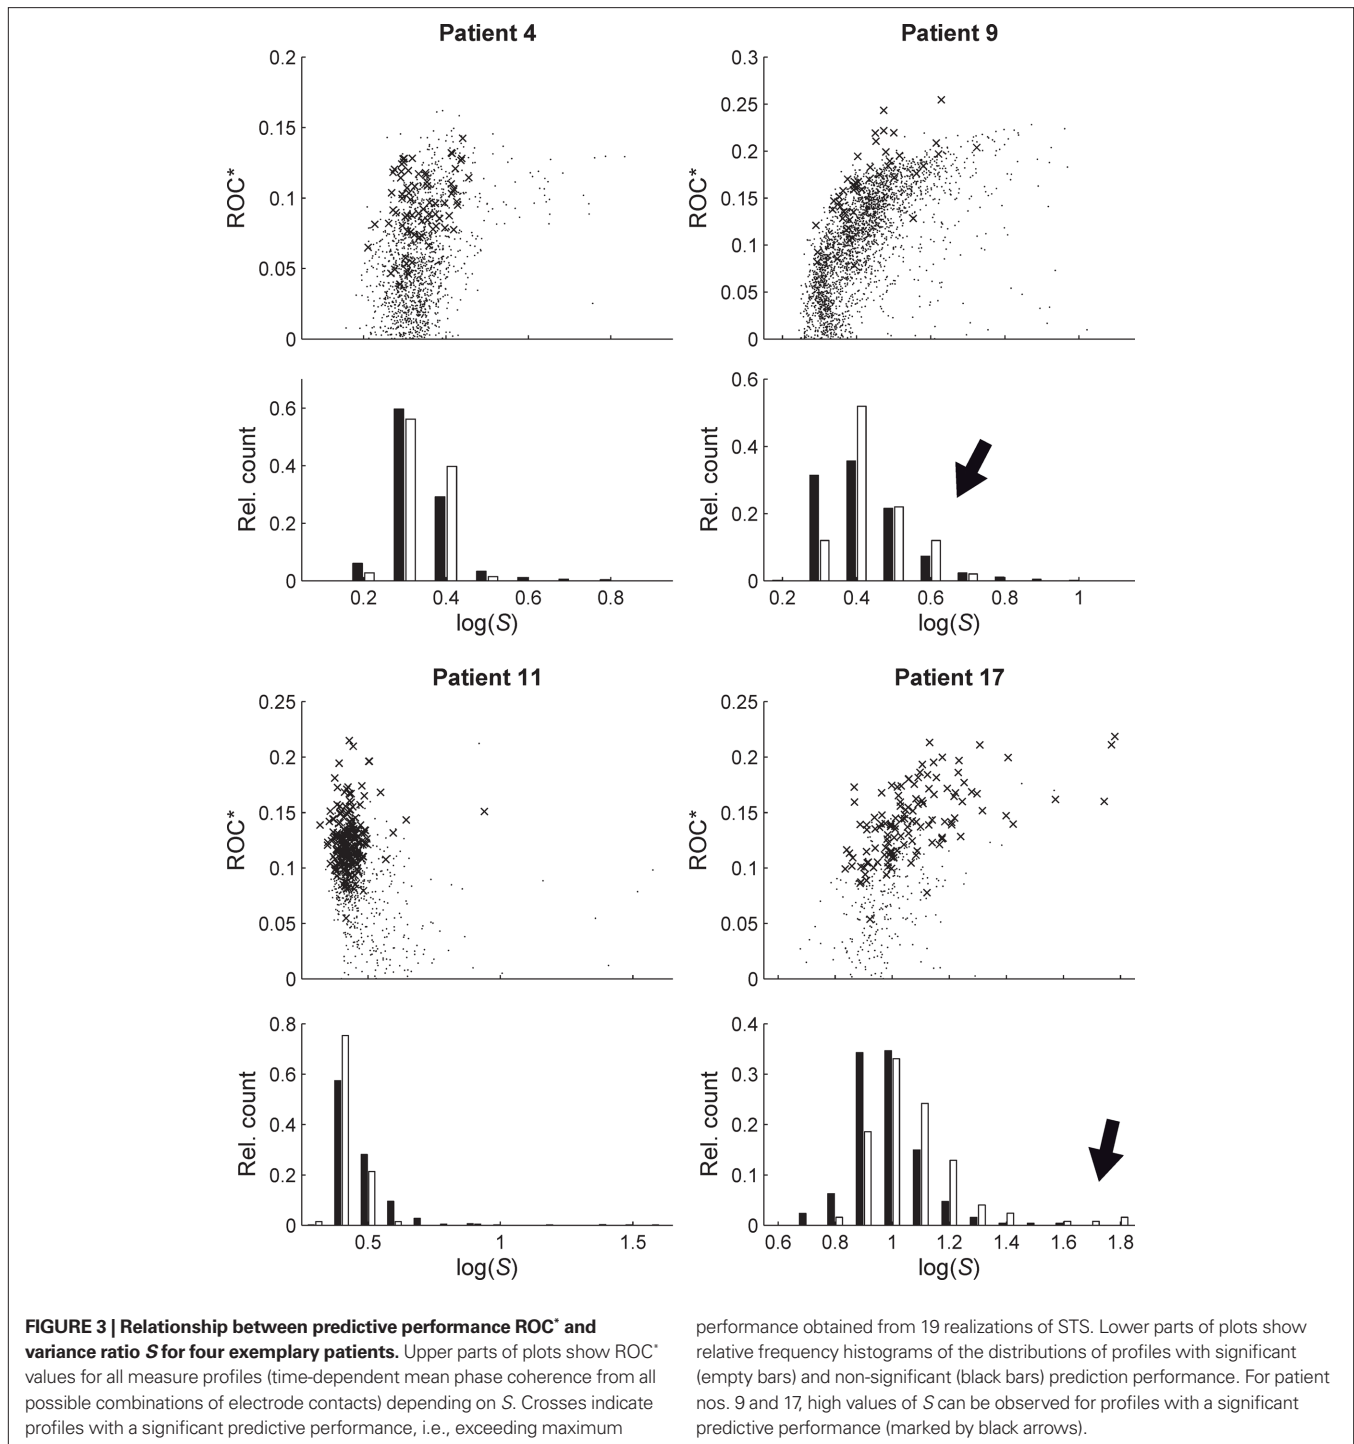 Patient 4
0.2
0.15
0.1
0.05
0
ROC*
0.6
0.4
0.2
0
Rel. count
0.2 0.4 0.6 0.8
log(S)
Patient 9
0.3
0.25
0.2
0.15
0.1
0.05
0
ROC*
0.6
0.4
0.2
0
Rel. count
0.2 0.4 0.6 0.8 1
log(S)
Patient 11
0.25
0.2
0.15
0.1
0.05
0
ROC*
0.8
0.6
0.4
0.2
0
Rel. count
0.5 1 1.5
log(S)
Patient 17
0.25
0.2
0.15
0.1
0.05
0
ROC*
0.4
0.3
0.2
0.1
0
Rel. count
0.6 0.8 1 1.2 1.4 1.6 1.8
log(S)
FIGURE 3 | Relationship between predictive performance ROC* and
variance ratio S for four exemplary patients. Upper parts of plots show ROC*
values for all measure profiles (time-dependent mean phase coherence from all
possible combinations of electrode contacts) depending on S. Crosses indicate
profiles with a significant predictive performance, i.e., exceeding maximum
performance obtained from 19 realizations of STS. Lower parts of plots show
relative frequency histograms of the distributions of profiles with significant
(empty bars) and non-significant (black bars) prediction performance. For patient
nos. 9 and 17, high values of S can be observed for profiles with a significant
predictive performance (marked by black arrows).